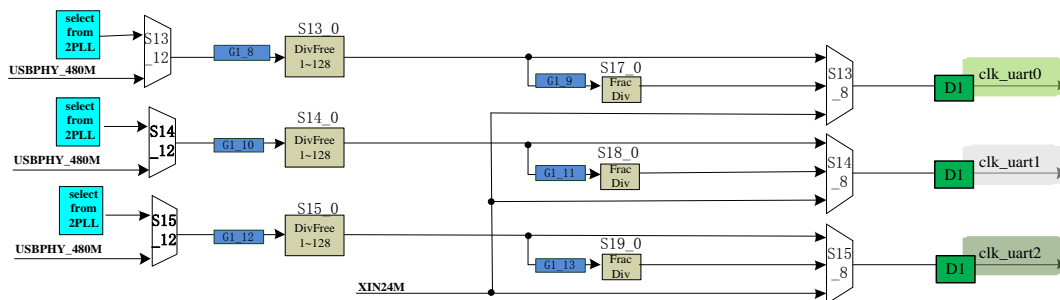 select
from
2PLL
S13
_12
USBPHY_480M
G1_8
S13_0
DivFree
1~128
G1_9
S17_0
Frac
Div
S13
_8
D1
clk_uart0
select
from
2PLL
S14
_12
USBPHY_480M
G1_10
S14_0
DivFree
1~128
G1_11
S18_0
Frac
Div
S14
_8
D1
clk_uart1
select
from
2PLL
S15
_12
USBPHY_480M
G1_12
S15_0
DivFree
1~128
G1_13
S19_0
Frac
Div
S15
_8
D1
clk_uart2
XIN24M